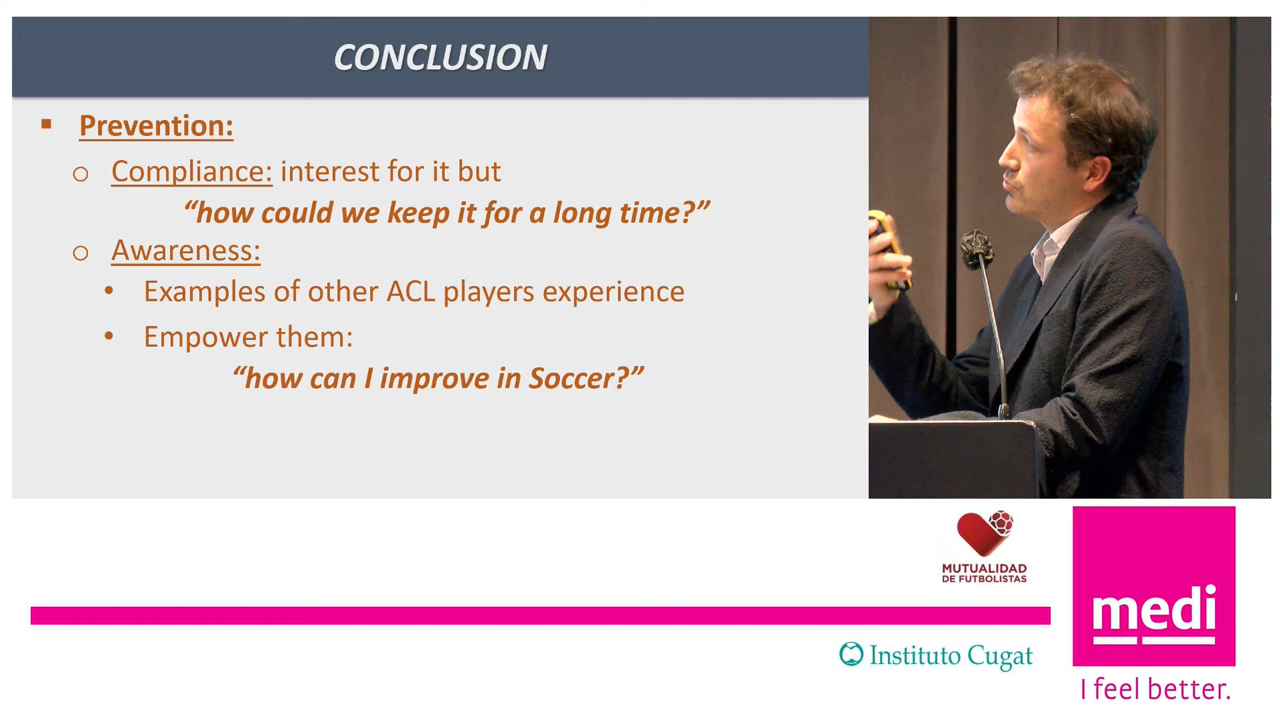 CONCLUSION
▪ Prevention:
o Compliance: interest for it but
“how could we keep it for a long time?”
o Awareness:
• Examples of other ACL players experience
• Empower them:
“how can I improve in Soccer?”
MUTUALIDAD
DE FUTBOLISTAS
medi
Instituto Cugat
I feel better.